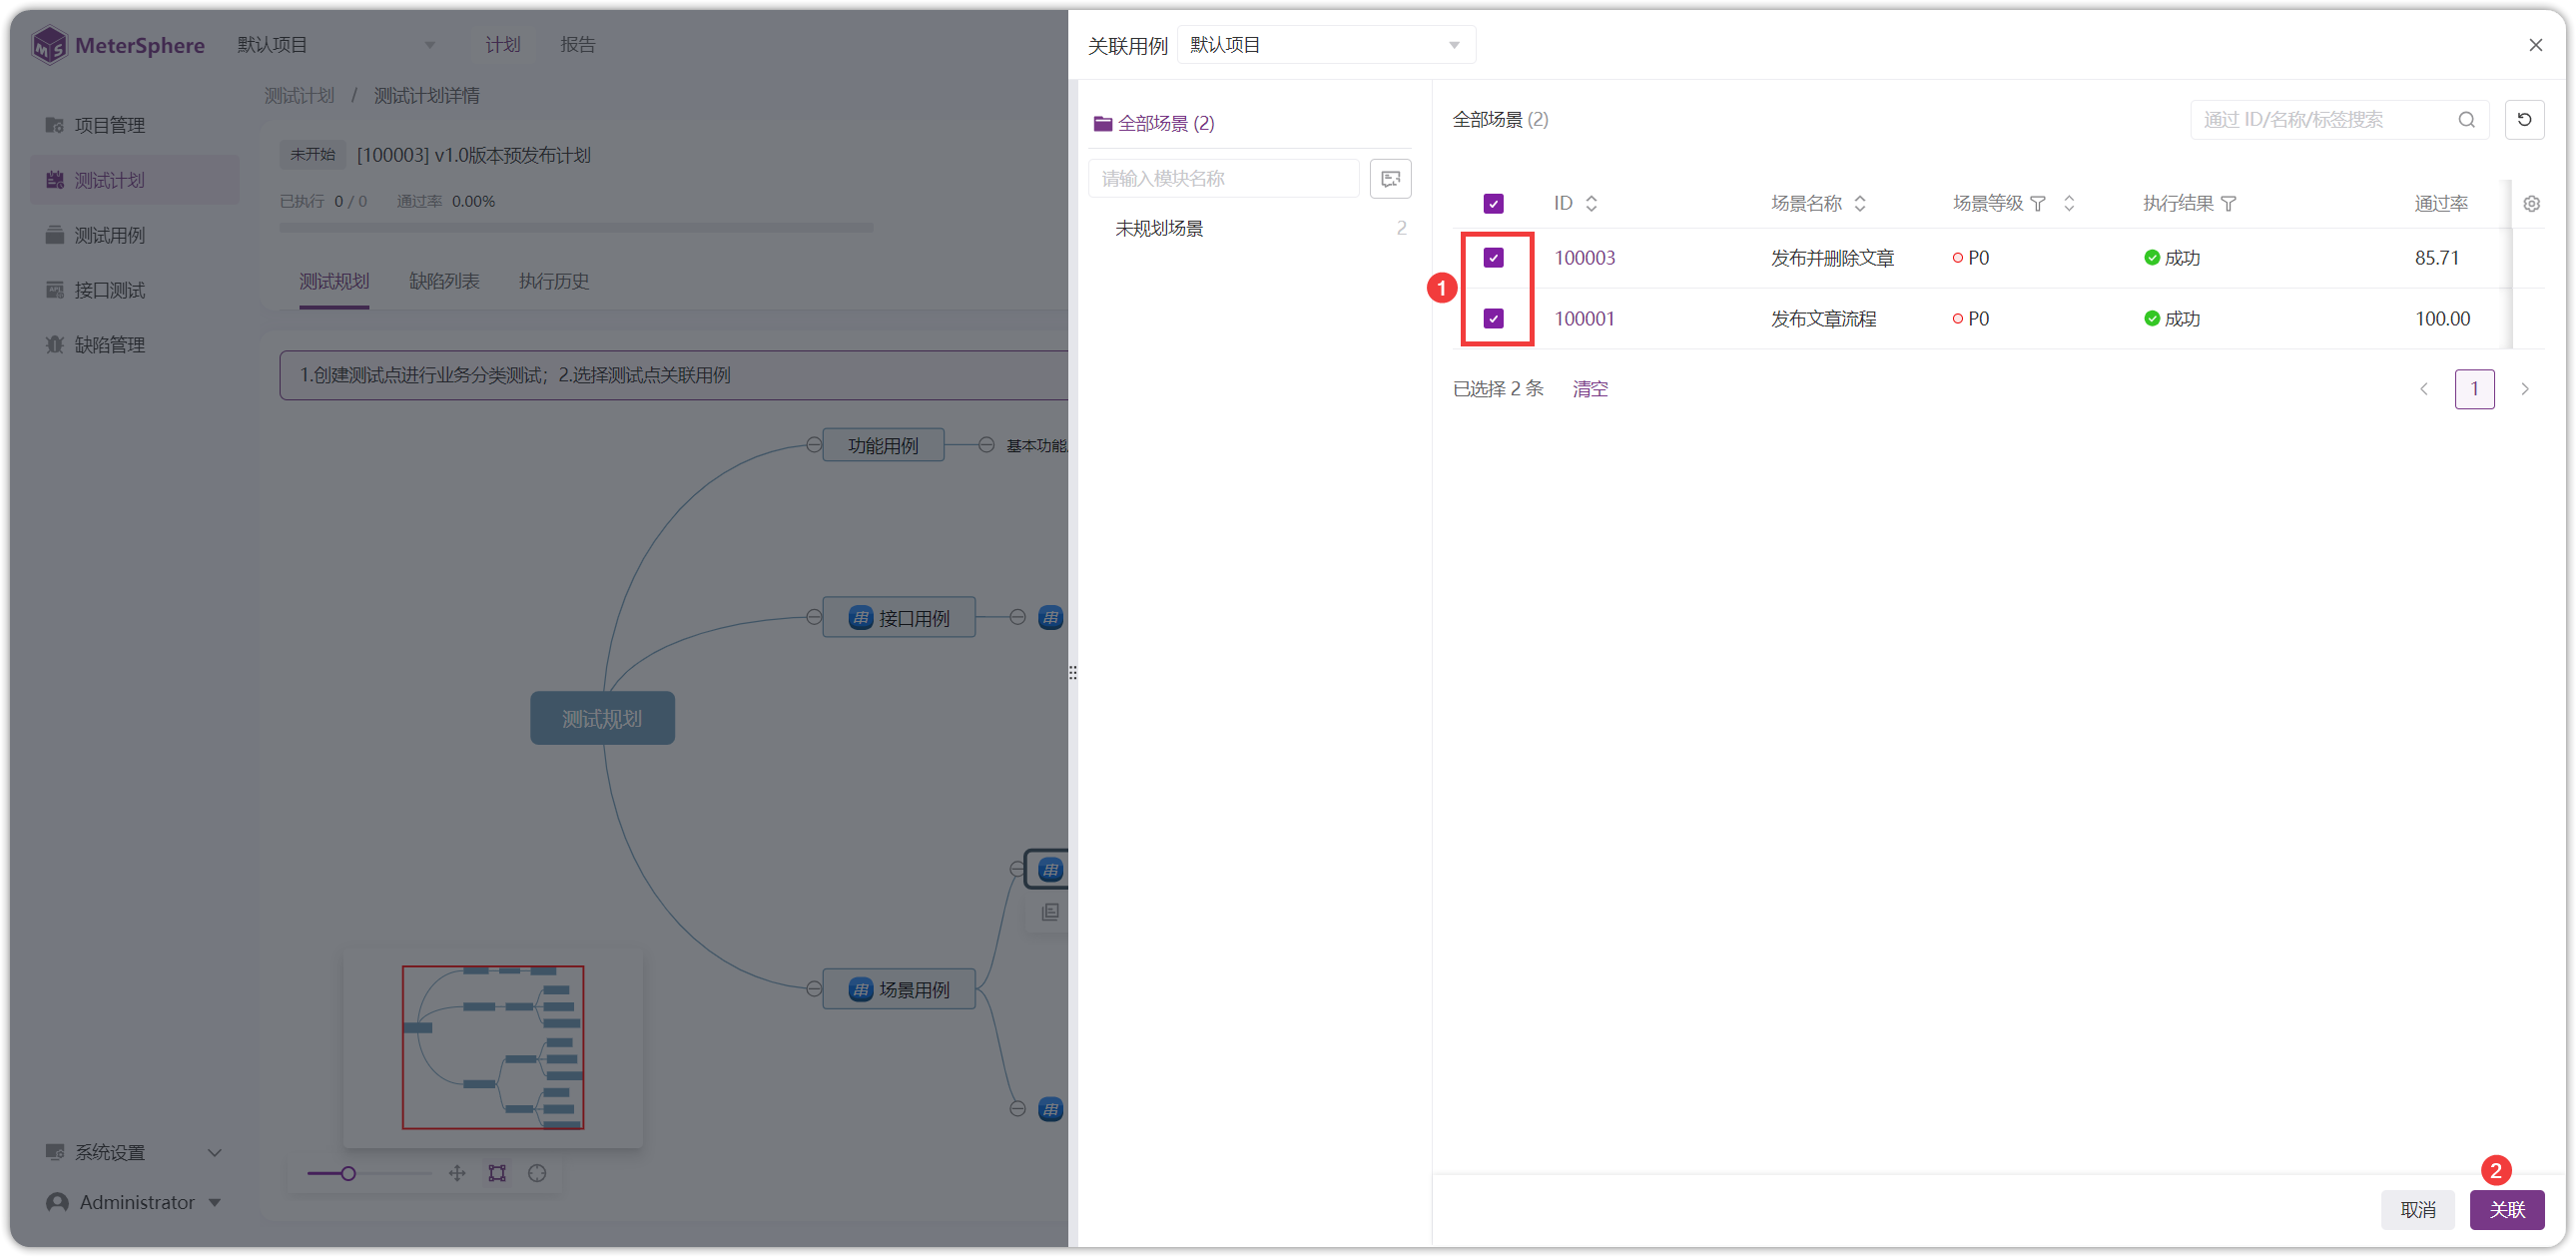 MeterSphere
默认项目
计划
报告
项目管理
测试计划
测试用例
接口测试
缺陷管理
系统设置
Administrator
测试计划 / 测试计划详情
未开始 [100003] v1.0版本预发布计划
已执行 0 / 0 通过率 0.00%
测试规划 缺陷列表 执行历史
1.创建测试点进行业务分类测试；2.选择测试点关联用例
功能用例
基本功能
串 接口用例
串
测试规划
串
串 场景用例
串
关联用例 默认项目
全部场景 (2)
请输入模块名称
未规划场景 2
全部场景 (2)
通过 ID/名称/标签搜索
ID 场景名称 场景等级 执行结果 通过率
100003 发布并删除文章 P0 成功 85.71
1
100001 发布文章流程 P0 成功 100.00
已选择 2 条 清空
1
2
取消 关联